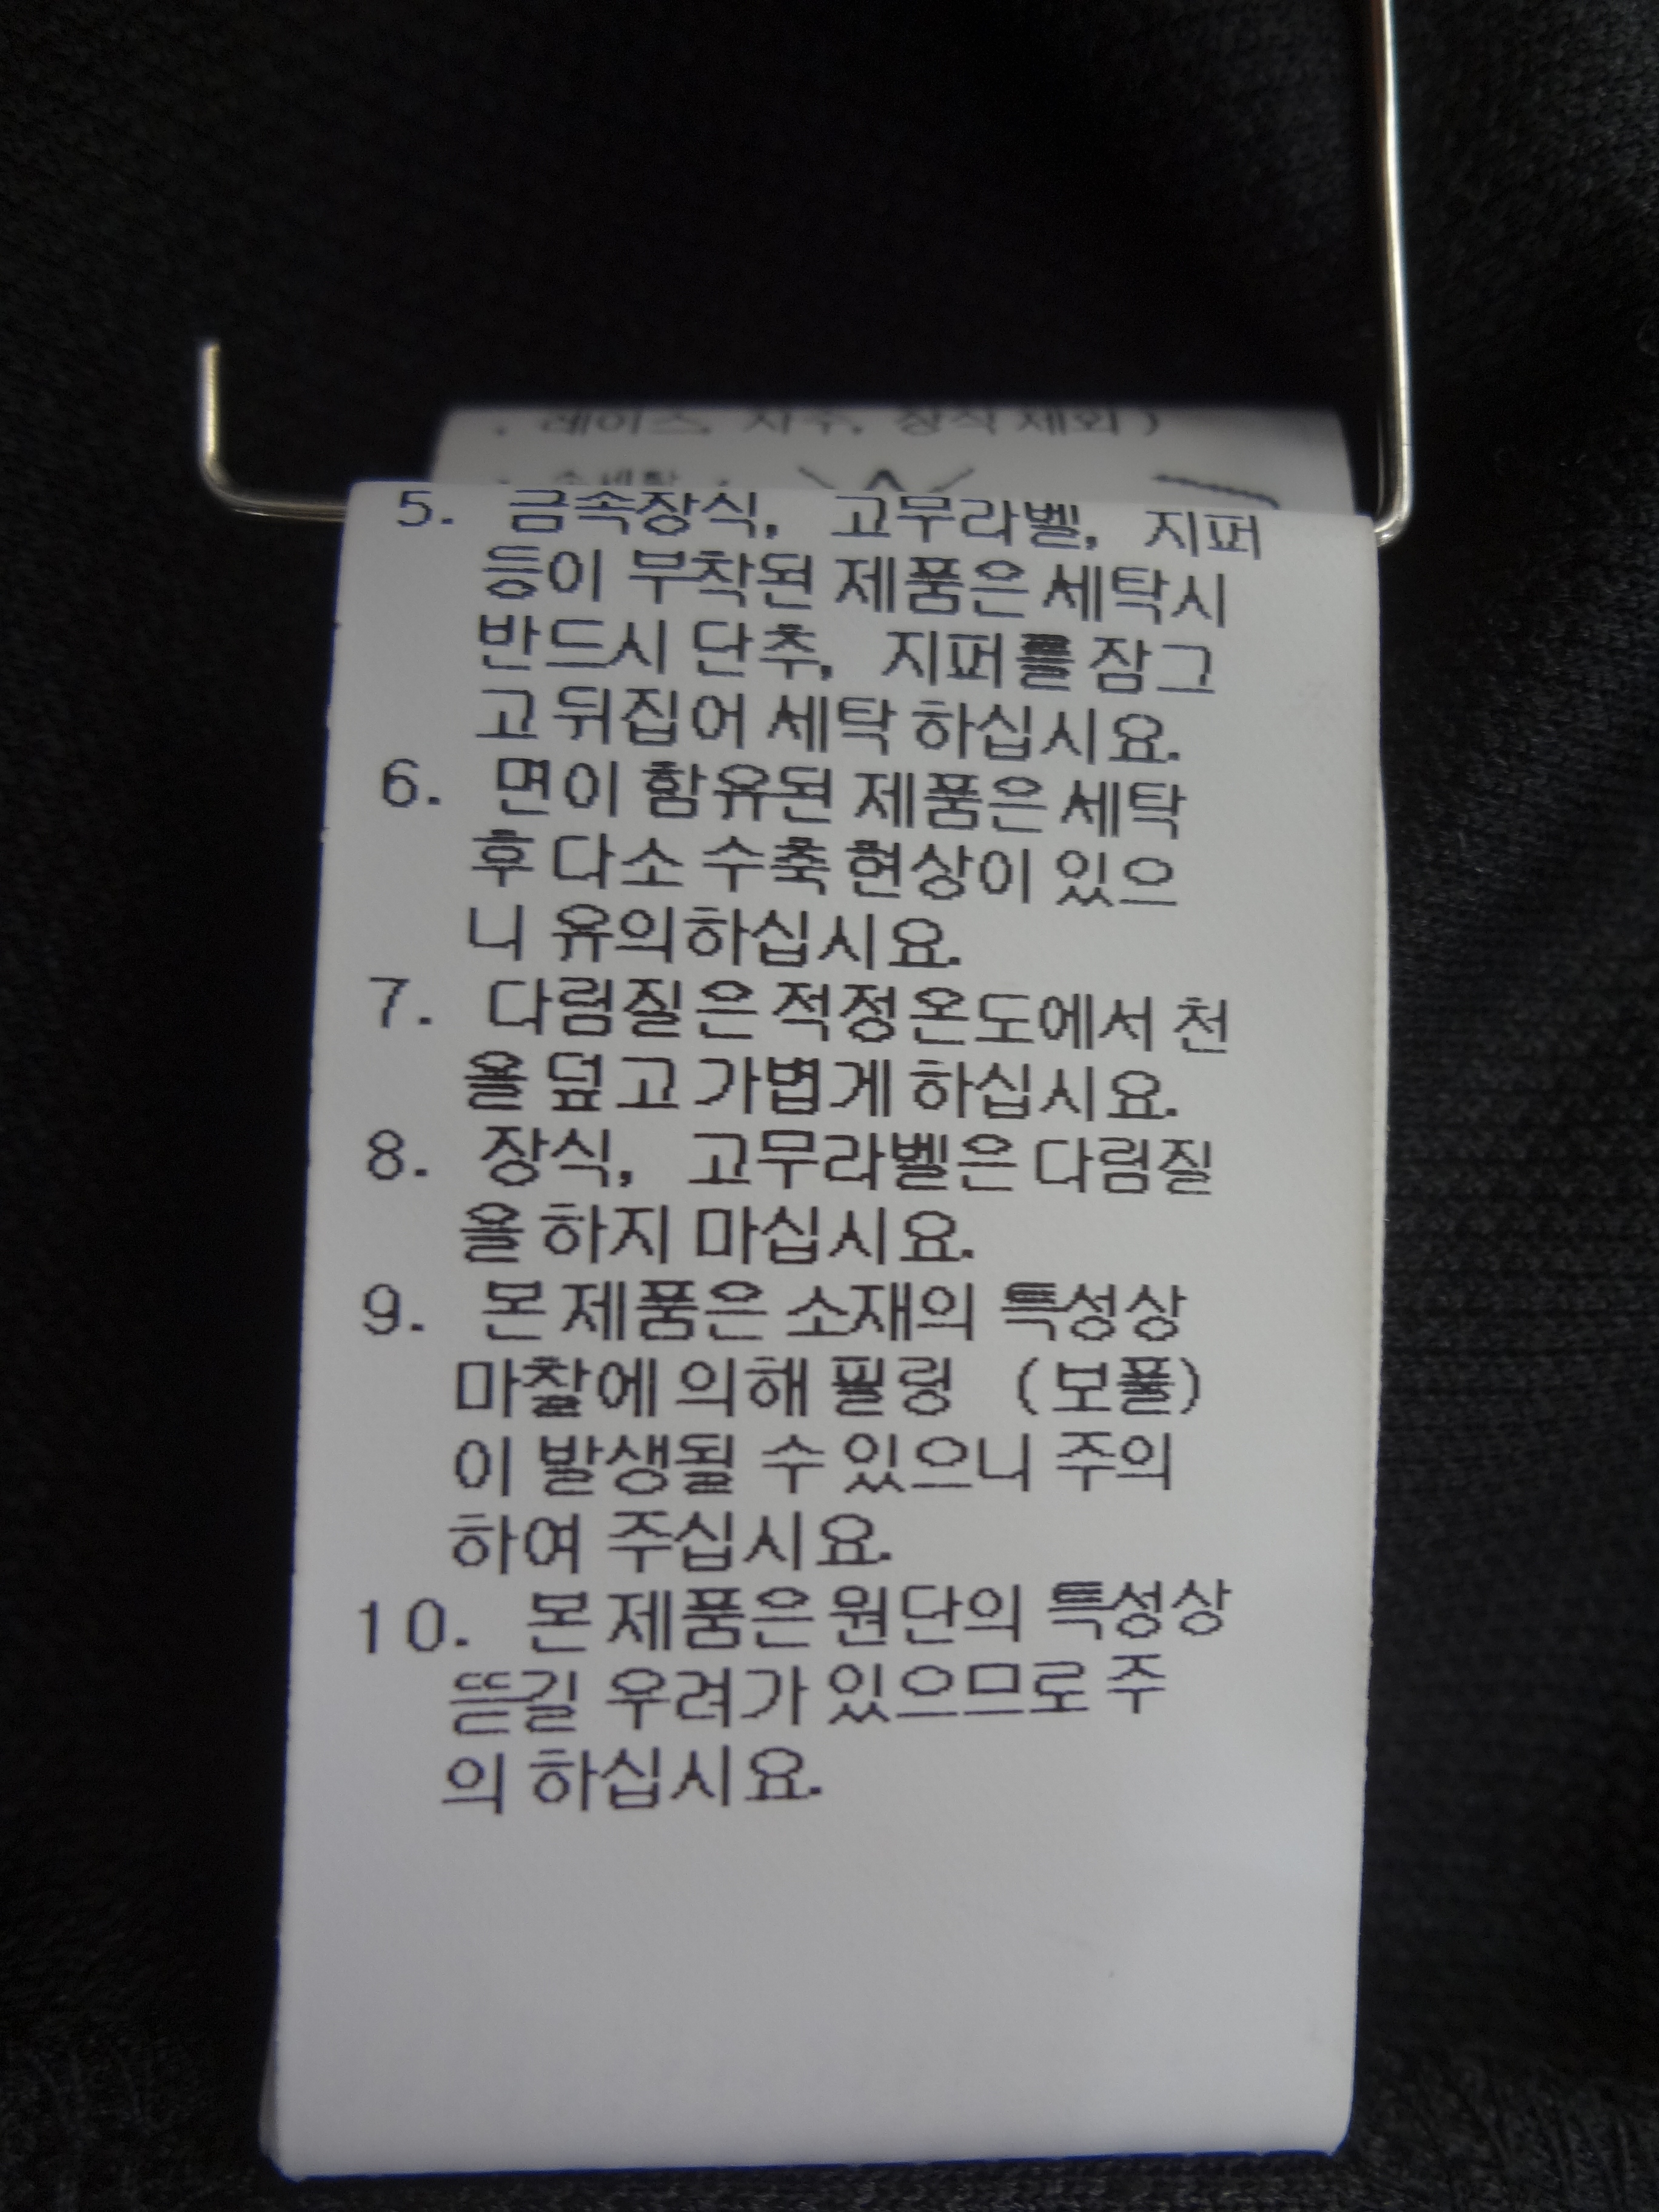 . 레이스, 자수, 장식 제외 )
5. 금속장식, 고무라벨, 지퍼
등이 부착된 제품은 세탁시
반드시 단추, 지퍼를 잠그
고 뒤집어 세탁 하십시요.
6. 면이 함유된 제품은 세탁
후 다소 수축 현상이 있으
니 유의하십시요.
7. 다림질은 적정온도에서 천
을 덮고 가볍게 하십시요.
8. 장식, 고무라벨은 다림질
을 하지 마십시요.
9. 본 제품은 소재의 특성상
마찰에 의해 필링 (보풀)
이 발생될 수 있으니 주의
하여 주십시요.
10. 본 제품은 원단의 특성상
뜯길 우려가 있으므로 주
의 하십시요.